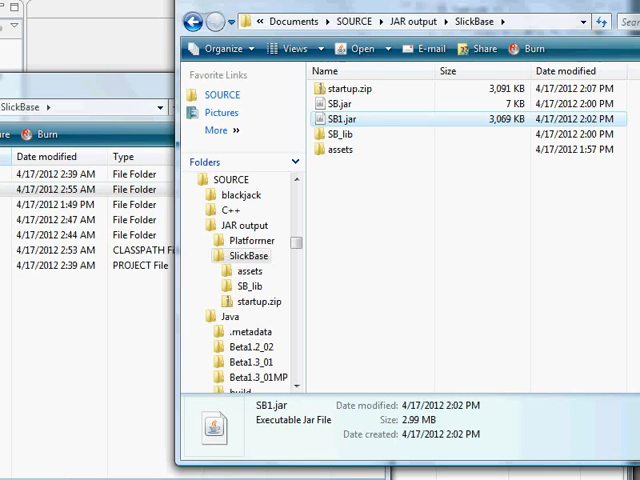 « Documents › SOURCE › JAR output › SlickBase ›
Organize Views Open E-mail Share Burn
Favorite Links
SOURCE
Pictures
More »
Folders
SOURCE
blackjack
C++
JAR output
Platformer
SlickBase
assets
SB_lib
startup.zip
Java
.metadata
Beta1.2_02
Beta1.3_01
Beta1.3_01MP
build
Name Size Date modified
startup.zip 3,091 KB 4/17/2012 2:07 PM
SB.jar 7 KB 4/17/2012 2:00 PM
SB1.jar 3,069 KB 4/17/2012 2:02 PM
SB_lib 4/17/2012 2:00 PM
assets 4/17/2012 1:57 PM
SB1.jar Date modified: 4/17/2012 2:02 PM
Executable Jar File Size: 2.99 MB
Date created: 4/17/2012 2:02 PM
SlickBase ›
Burn
Date modified Type
4/17/2012 2:39 AM File Folder
4/17/2012 2:55 AM File Folder
4/17/2012 1:49 PM File Folder
4/17/2012 2:47 AM File Folder
4/17/2012 2:44 AM File Folder
4/17/2012 2:53 AM CLASSPATH Fi
4/17/2012 2:39 AM PROJECT File